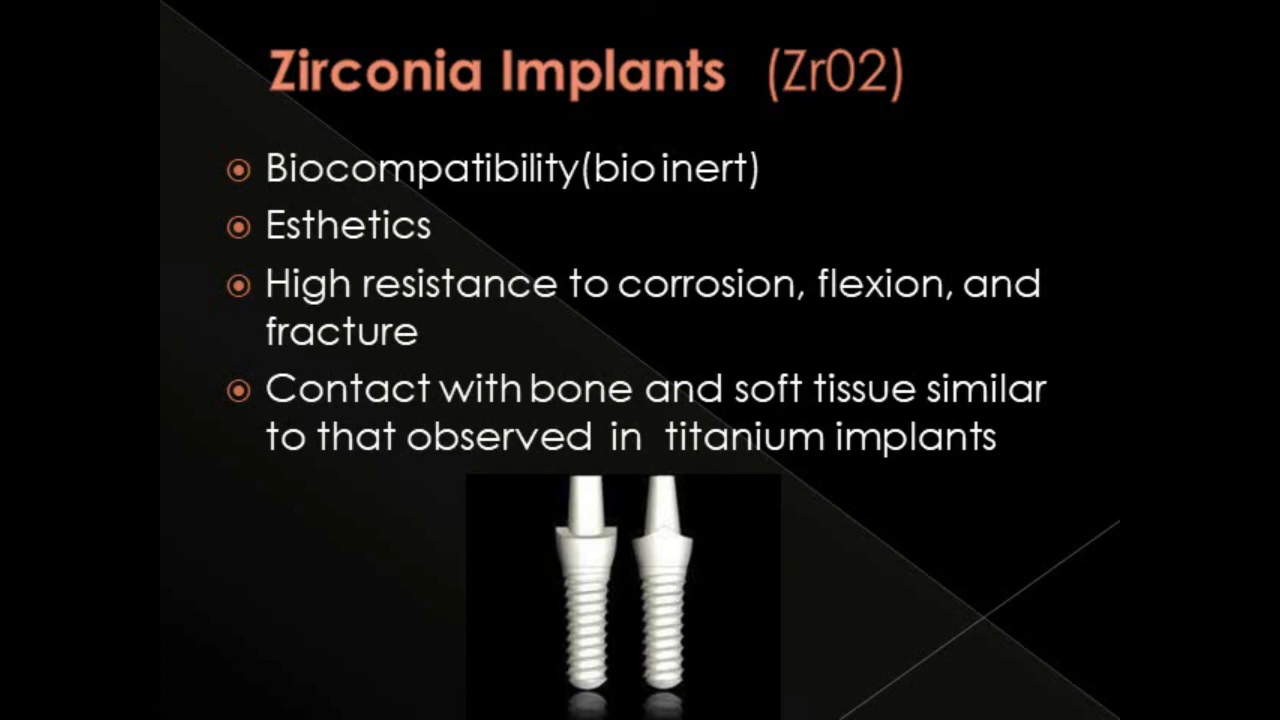 Zirconia Implants (Zr02)
Biocompatibility(bio inert)
Esthetics
High resistance to corrosion, flexion, and
fracture
Contact with bone and soft tissue similar
to that observed in titanium implants